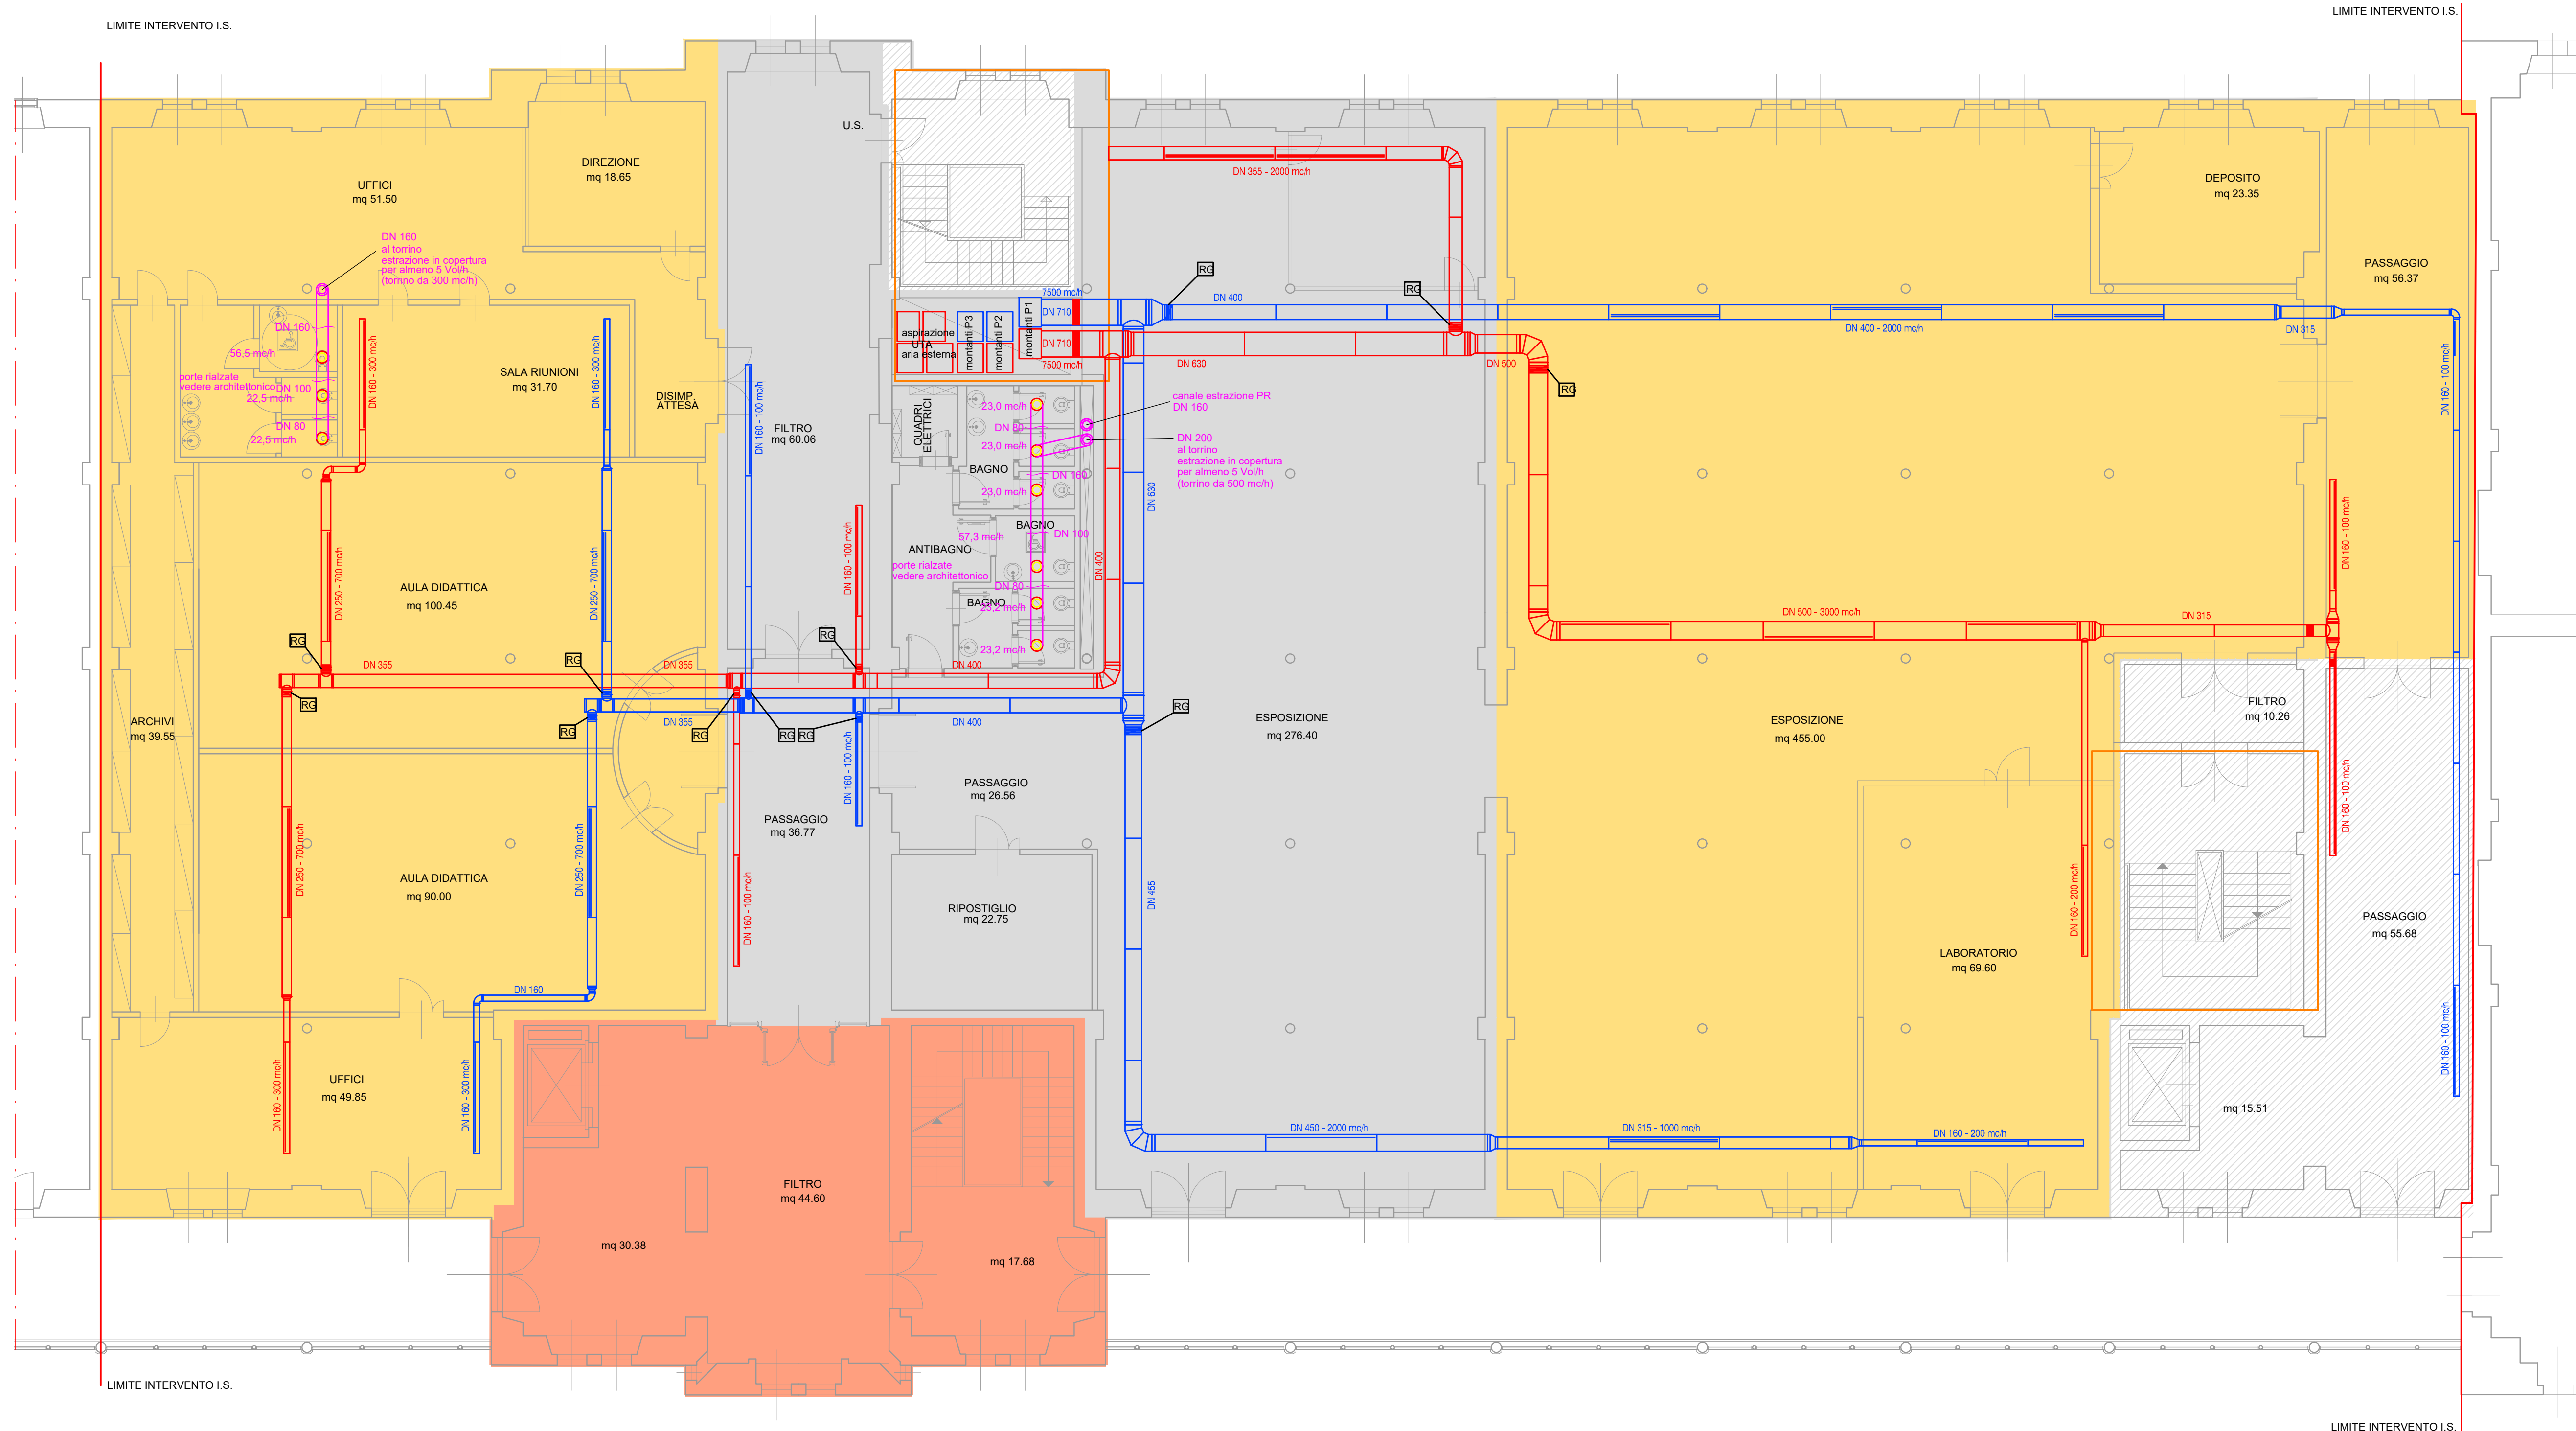 LIMITE INTERVENTO I.S.
LIMITE INTERVENTO I.S.
U.S.
DIREZIONE
mq 18.65
UFFICI
mq 51.50
DN 355 - 2000 mc/h
DEPOSITO
mq 23.35
DN 160
al torrino
estrazione in copertura
per almeno 5 Vol/h
(torrino da 300 mc/h)
PASSAGGIO
mq 56.37
RG
RG
7500 mc/h
DN 710
DN 400
DN 400 - 2000 mc/h
DN 315
aspirazione
UTA
aria esterna
montanti P3
montanti P2
montanti P1
DN 710
7500 mc/h
DN 630
DN 500
RG
DN 160
56,5 mc/h
porte rialzate
vedere architettonico
DN 100
22,5 mc/h
DN 80
22,5 mc/h
DN 160 - 300 mc/h
SALA RIUNIONI
mq 31.70
DN 160 - 300 mc/h
DISIMP.
ATTESA
DN 160 - 100 mc/h
FILTRO
mq 60.06
QUADRI
ELETTRICI
23,0 mc/h
DN 80
23,0 mc/h
BAGNO
DN 160
23,0 mc/h
canale estrazione PR
DN 160
DN 200
al torrino
estrazione in copertura
per almeno 5 Vol/h
(torrino da 500 mc/h)
DN 630
BAGNO
57,3 mc/h
DN 100
ANTIBAGNO
porte rialzate
vedere architettonico
DN 80
BAGNO
23,2 mc/h
23,2 mc/h
DN 400
DN 160 - 100 mc/h
DN 160 - 100 mc/h
DN 160 - 100 mc/h
DN 250 - 700 mc/h
AULA DIDATTICA
mq 100.45
DN 250 - 700 mc/h
RG
RG
RG
DN 355
DN 355
DN 400
DN 500 - 3000 mc/h
DN 315
RG
RG
RG
RG
RG
RG
DN 355
DN 400
ARCHIVI
mq 39.55
ESPOSIZIONE
mq 276.40
ESPOSIZIONE
mq 455.00
FILTRO
mq 10.26
DN 160 - 100 mc/h
DN 160 - 100 mc/h
PASSAGGIO
mq 26.56
PASSAGGIO
mq 36.77
DN 250 - 700 mc/h
AULA DIDATTICA
mq 90.00
DN 250 - 700 mc/h
DN 160 - 100 mc/h
RIPOSTIGLIO
mq 22.75
DN 455
DN 160 - 200 mc/h
LABORATORIO
mq 69.60
PASSAGGIO
mq 55.68
DN 160
DN 160 - 100 mc/h
UFFICI
mq 49.85
DN 160 - 300 mc/h
DN 160 - 300 mc/h
mq 15.51
DN 450 - 2000 mc/h
DN 315 - 1000 mc/h
DN 160 - 200 mc/h
FILTRO
mq 44.60
mq 30.38
mq 17.68
LIMITE INTERVENTO I.S.
LIMITE INTERVENTO I.S.